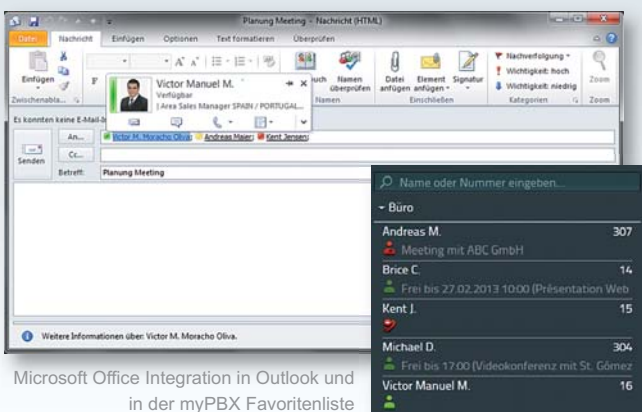 Planung Meeting - Nachricht (HTML)
Datei Nachricht Einfügen Optionen Text formatieren Überprüfen
Einfügen
Zwischenabla...
F
Victor Manuel M.
Verfügbar
| Area Sales Manager SPAIN / PORTUGAL...
Namen
überprüfen
Namen
Datei
anfügen
Element
anfügen
Signatur
Einschließen
Nachverfolgung
Wichtigkeit: hoch
Wichtigkeit: niedrig
Kategorien
Zoom
Zoom
Es konnten keine E-Mail-
Senden
An...
Victor M. Moracho Oliva; Andreas Maier; Kent Jensen;
Cc...
Betreff: Planung Meeting
Weitere Informationen über: Victor M. Moracho Oliva.
Name oder Nummer eingeben...
Büro
Andreas M. 307
Meeting mit ABC GmbH
Brice C. 14
Frei bis 27.02.2013 10:00 (Présentation Web
Kent J. 15
Michael D. 304
Frei bis 17:00 (Videokonferenz mit St. Gómez
Victor Manuel M. 16
Microsoft Office Integration in Outlook und
in der myPBX Favoritenliste